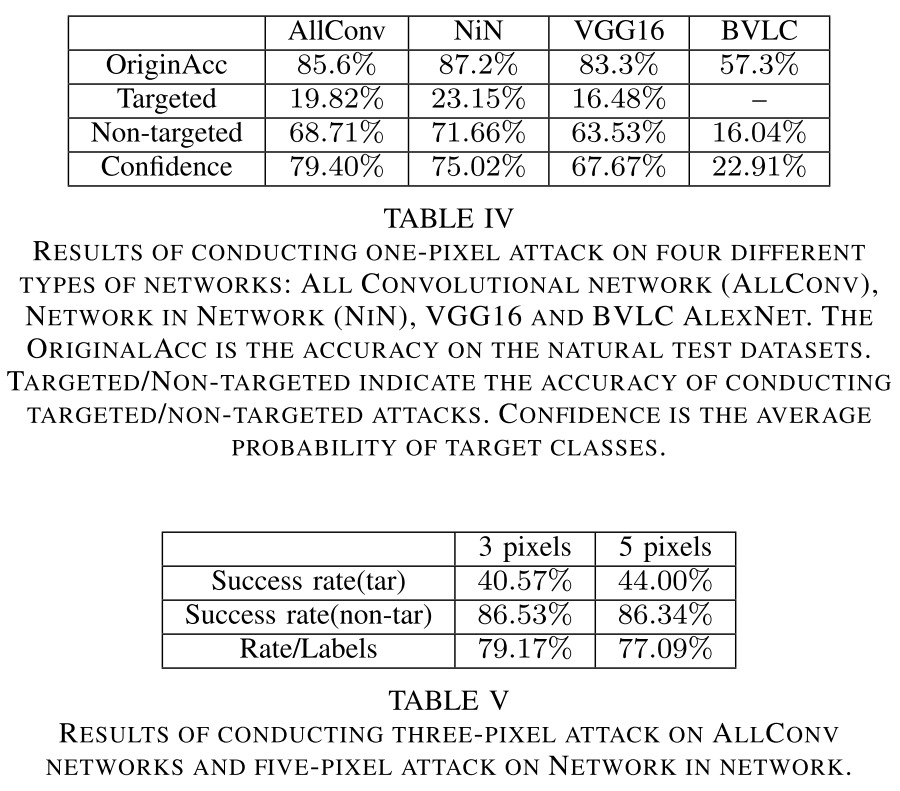 AllConv NiN VGG16 BVLC
OriginAcc 85.6% 87.2% 83.3% 57.3%
Targeted 19.82% 23.15% 16.48% –
Non-targeted 68.71% 71.66% 63.53% 16.04%
Confidence 79.40% 75.02% 67.67% 22.91%
TABLE IV
RESULTS OF CONDUCTING ONE-PIXEL ATTACK ON FOUR DIFFERENT
TYPES OF NETWORKS: ALL CONVOLUTIONAL NETWORK (ALLCONV),
NETWORK IN NETWORK (NIN), VGG16 AND BVLC ALEXNET. THE
ORIGINALACC IS THE ACCURACY ON THE NATURAL TEST DATASETS.
TARGETED/NON-TARGETED INDICATE THE ACCURACY OF CONDUCTING
TARGETED/NON-TARGETED ATTACKS. CONFIDENCE IS THE AVERAGE
PROBABILITY OF TARGET CLASSES.
3 pixels 5 pixels
Success rate(tar) 40.57% 44.00%
Success rate(non-tar) 86.53% 86.34%
Rate/Labels 79.17% 77.09%
TABLE V
RESULTS OF CONDUCTING THREE-PIXEL ATTACK ON ALLCONV
NETWORKS AND FIVE-PIXEL ATTACK ON NETWORK IN NETWORK.